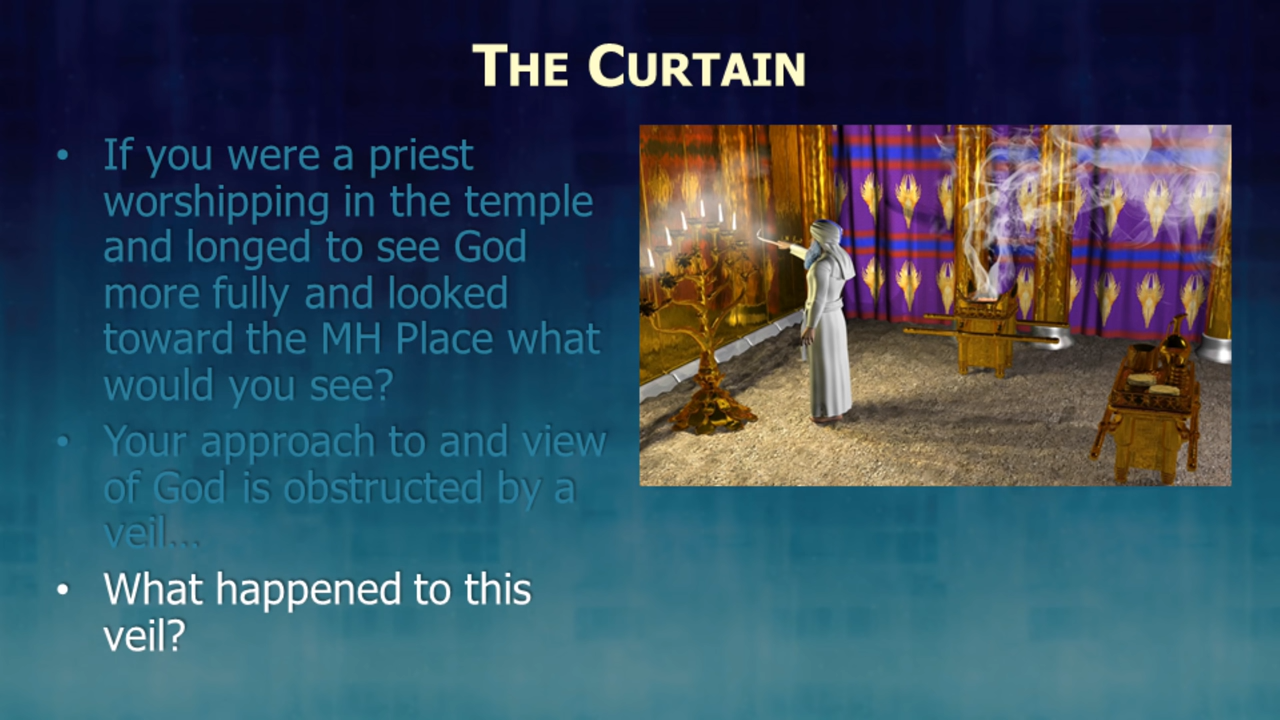 THE CURTAIN
• If you were a priest
worshipping in the temple
and longed to see God
more fully and looked
toward the MH Place what
would you see?
• Your approach to and view
of God is obstructed by a
veil...
• What happened to this
veil?